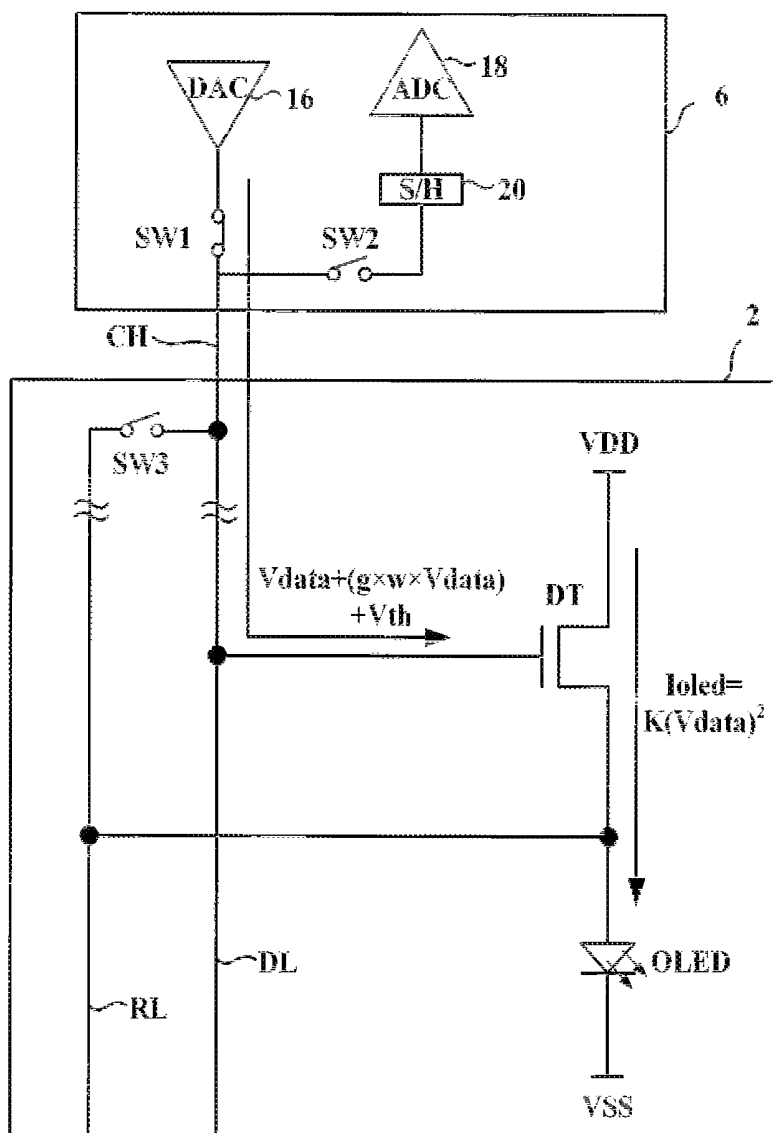 DAC
16
ADC
18
6
S/H
20
SW1
SW2
CH
2
SW3
VDD
Vdata+(g×w×Vdata)
+Vth
DT
Ioled=
K(Vdata)²
DL
OLED
RL
VSS